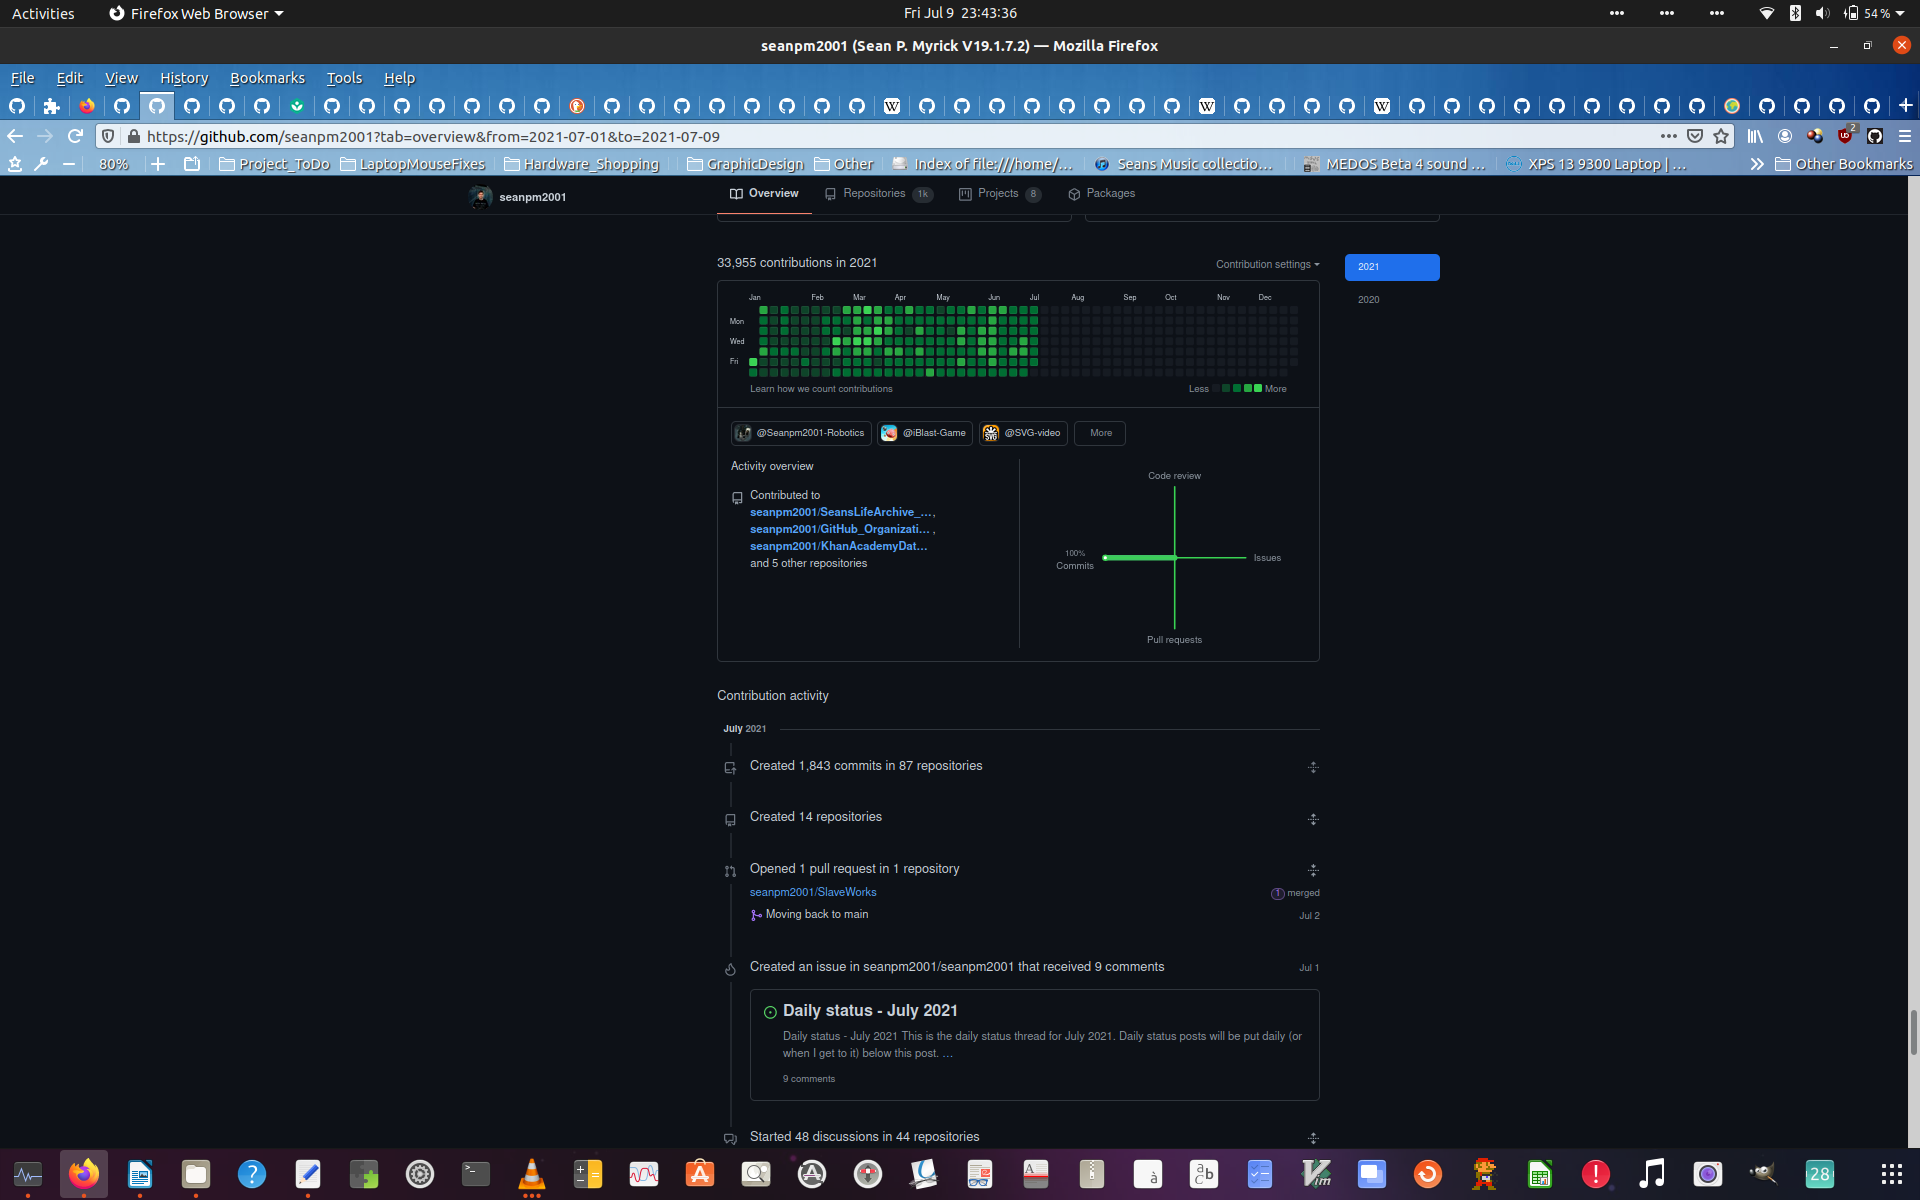 Activities
Firefox Web Browser
Fri Jul 9 23:43:36
54 %
seanpm2001 (Sean P. Myrick V19.1.7.2) — Mozilla Firefox
File Edit View History Bookmarks Tools Help
https://github.com/seanpm2001?tab=overview&from=2021-07-01&to=2021-07-09
2
80%
Project_ToDo
LaptopMouseFixes
Hardware_Shopping
GraphicDesign
Other
Index of file:///home/…
Seans Music collectio…
MEDOS Beta 4 sound …
XPS 13 9300 Laptop | …
Other Bookmarks
seanpm2001
Overview
Repositories 1k
Projects 8
Packages
33,955 contributions in 2021
Contribution settings
2021
2020
Jan Feb Mar Apr May Jun Jul Aug Sep Oct Nov Dec
Mon
Wed
Fri
Learn how we count contributions
Less More
@Seanpm2001-Robotics
@iBlast-Game
@SVG-video
More
Activity overview
Contributed to
seanpm2001/SeansLifeArchive_…,
seanpm2001/GitHub_Organizati… ,
seanpm2001/KhanAcademyDat…
and 5 other repositories
Code review
100%
Commits
Issues
Pull requests
Contribution activity
July 2021
Created 1,843 commits in 87 repositories
Created 14 repositories
Opened 1 pull request in 1 repository
seanpm2001/SlaveWorks
1 merged
Moving back to main
Jul 2
Created an issue in seanpm2001/seanpm2001 that received 9 comments
Jul 1
Daily status - July 2021
Daily status - July 2021 This is the daily status thread for July 2021. Daily status posts will be put daily (or
when I get to it) below this post. …
9 comments
Started 48 discussions in 44 repositories
28